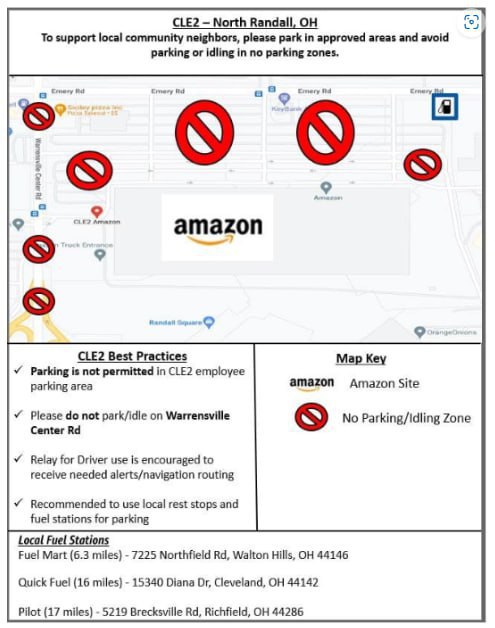 CLE2 – North Randall, OH
To support local community neighbors, please park in approved areas and avoid
parking or idling in no parking zones.
Emery Rd
Emery Rd
Emery Rd
Emery Rd
KeyBank
Warrensville Center Rd
Amazon
CLE2 Amazon
amazon
n Truck Entrance
Randall Square
OrangeOnions
CLE2 Best Practices
✓ Parking is not permitted in CLE2 employee
parking area
✓ Please do not park/idle on Warrensville
Center Rd
✓ Relay for Driver use is encouraged to
receive needed alerts/navigation routing
✓ Recommended to use local rest stops and
fuel stations for parking
Map Key
amazon Amazon Site
No Parking/Idling Zone
Local Fuel Stations
Fuel Mart (6.3 miles) - 7225 Northfield Rd, Walton Hills, OH 44146
Quick Fuel (16 miles) - 15340 Diana Dr, Cleveland, OH 44142
Pilot (17 miles) - 5219 Brecksville Rd, Richfield, OH 44286